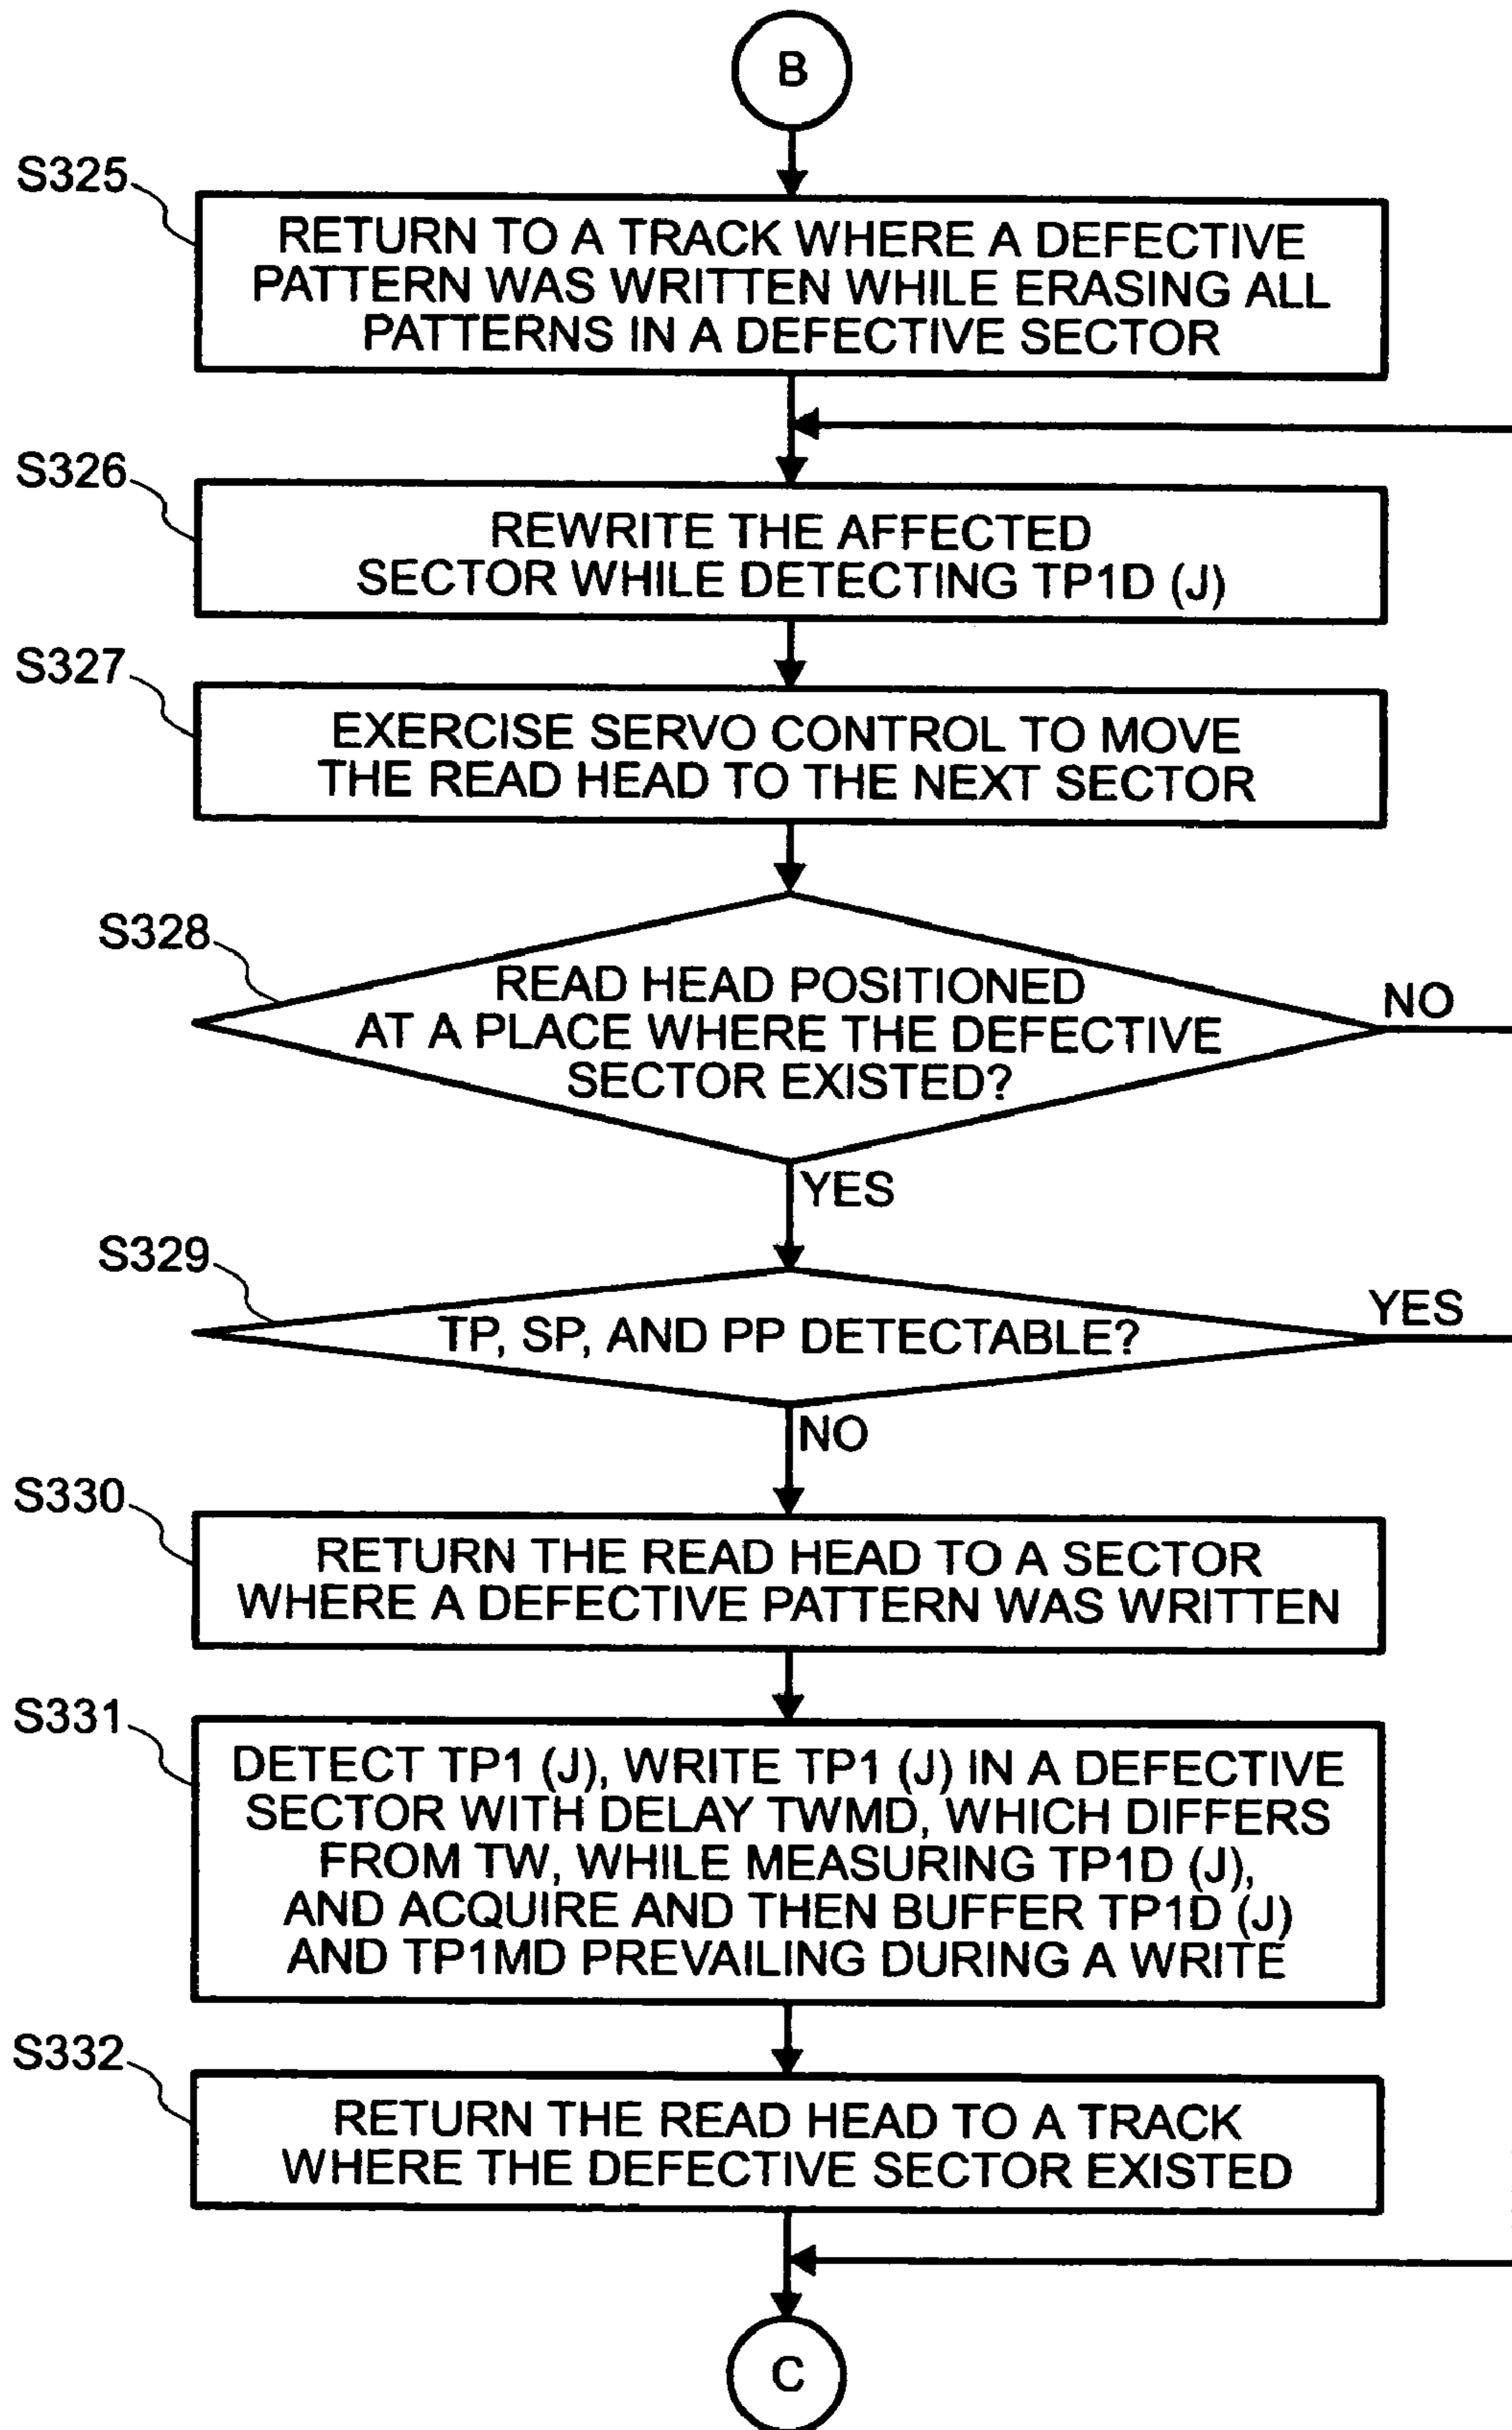 B
S325
RETURN TO A TRACK WHERE A DEFECTIVE
PATTERN WAS WRITTEN WHILE ERASING ALL
PATTERNS IN A DEFECTIVE SECTOR
S326
REWRITE THE AFFECTED
SECTOR WHILE DETECTING TP1D (J)
S327
EXERCISE SERVO CONTROL TO MOVE
THE READ HEAD TO THE NEXT SECTOR
S328
READ HEAD POSITIONED
AT A PLACE WHERE THE DEFECTIVE
SECTOR EXISTED?
NO
YES
S329
TP, SP, AND PP DETECTABLE?
YES
NO
S330
RETURN THE READ HEAD TO A SECTOR
WHERE A DEFECTIVE PATTERN WAS WRITTEN
S331
DETECT TP1 (J), WRITE TP1 (J) IN A DEFECTIVE
SECTOR WITH DELAY TWMD, WHICH DIFFERS
FROM TW, WHILE MEASURING TP1D (J),
AND ACQUIRE AND THEN BUFFER TP1D (J)
AND TP1MD PREVAILING DURING A WRITE
S332
RETURN THE READ HEAD TO A TRACK
WHERE THE DEFECTIVE SECTOR EXISTED
C